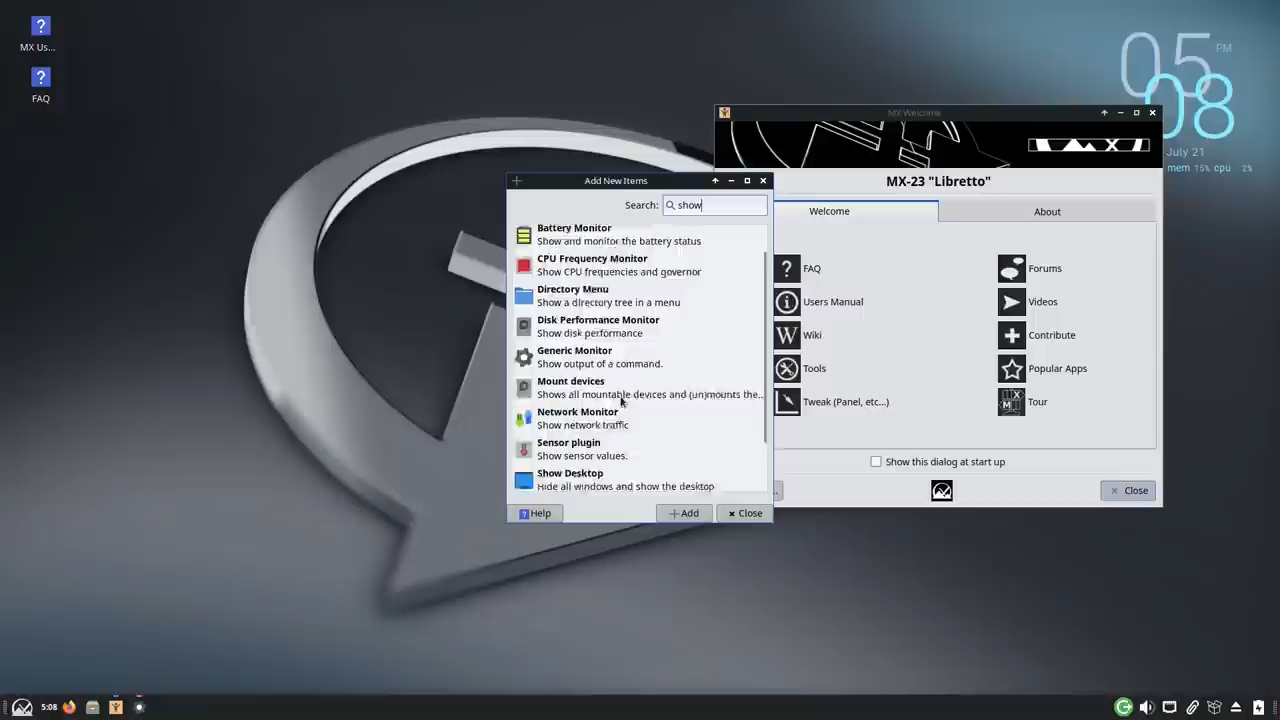 MX Us...
FAQ
05 PM
08
July 21
mem 15% cpu 2%
MX Welcome
MX-23 "Libretto"
Welcome
About
FAQ
Forums
Users Manual
Videos
Wiki
Contribute
Tools
Popular Apps
Tweak (Panel, etc...)
Tour
Show this dialog at start up
...
Close
Add New Items
Search: show
Battery Monitor
Show and monitor the battery status
CPU Frequency Monitor
Show CPU frequencies and governor
Directory Menu
Show a directory tree in a menu
Disk Performance Monitor
Show disk performance
Generic Monitor
Show output of a command.
Mount devices
Shows all mountable devices and (un)mounts the...
Network Monitor
Show network traffic
Sensor plugin
Show sensor values.
Show Desktop
Hide all windows and show the desktop
Help
Add
Close
5:08